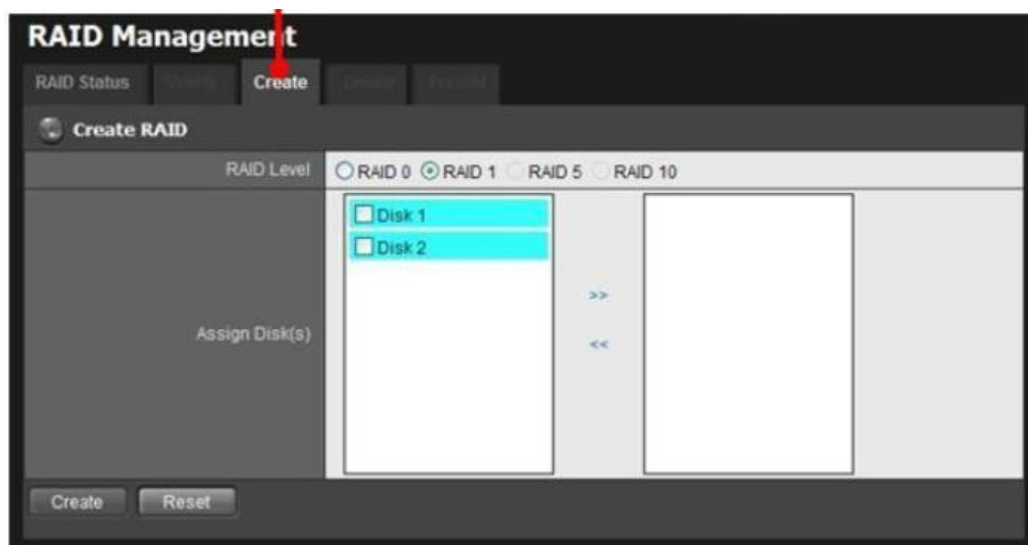 RAID Management
RAID Status Create
Create RAID
RAID Level RAID 0 RAID 1 RAID 5 RAID 10
Disk 1
Disk 2
>>
Assign Disk(s)
<<
Create Reset